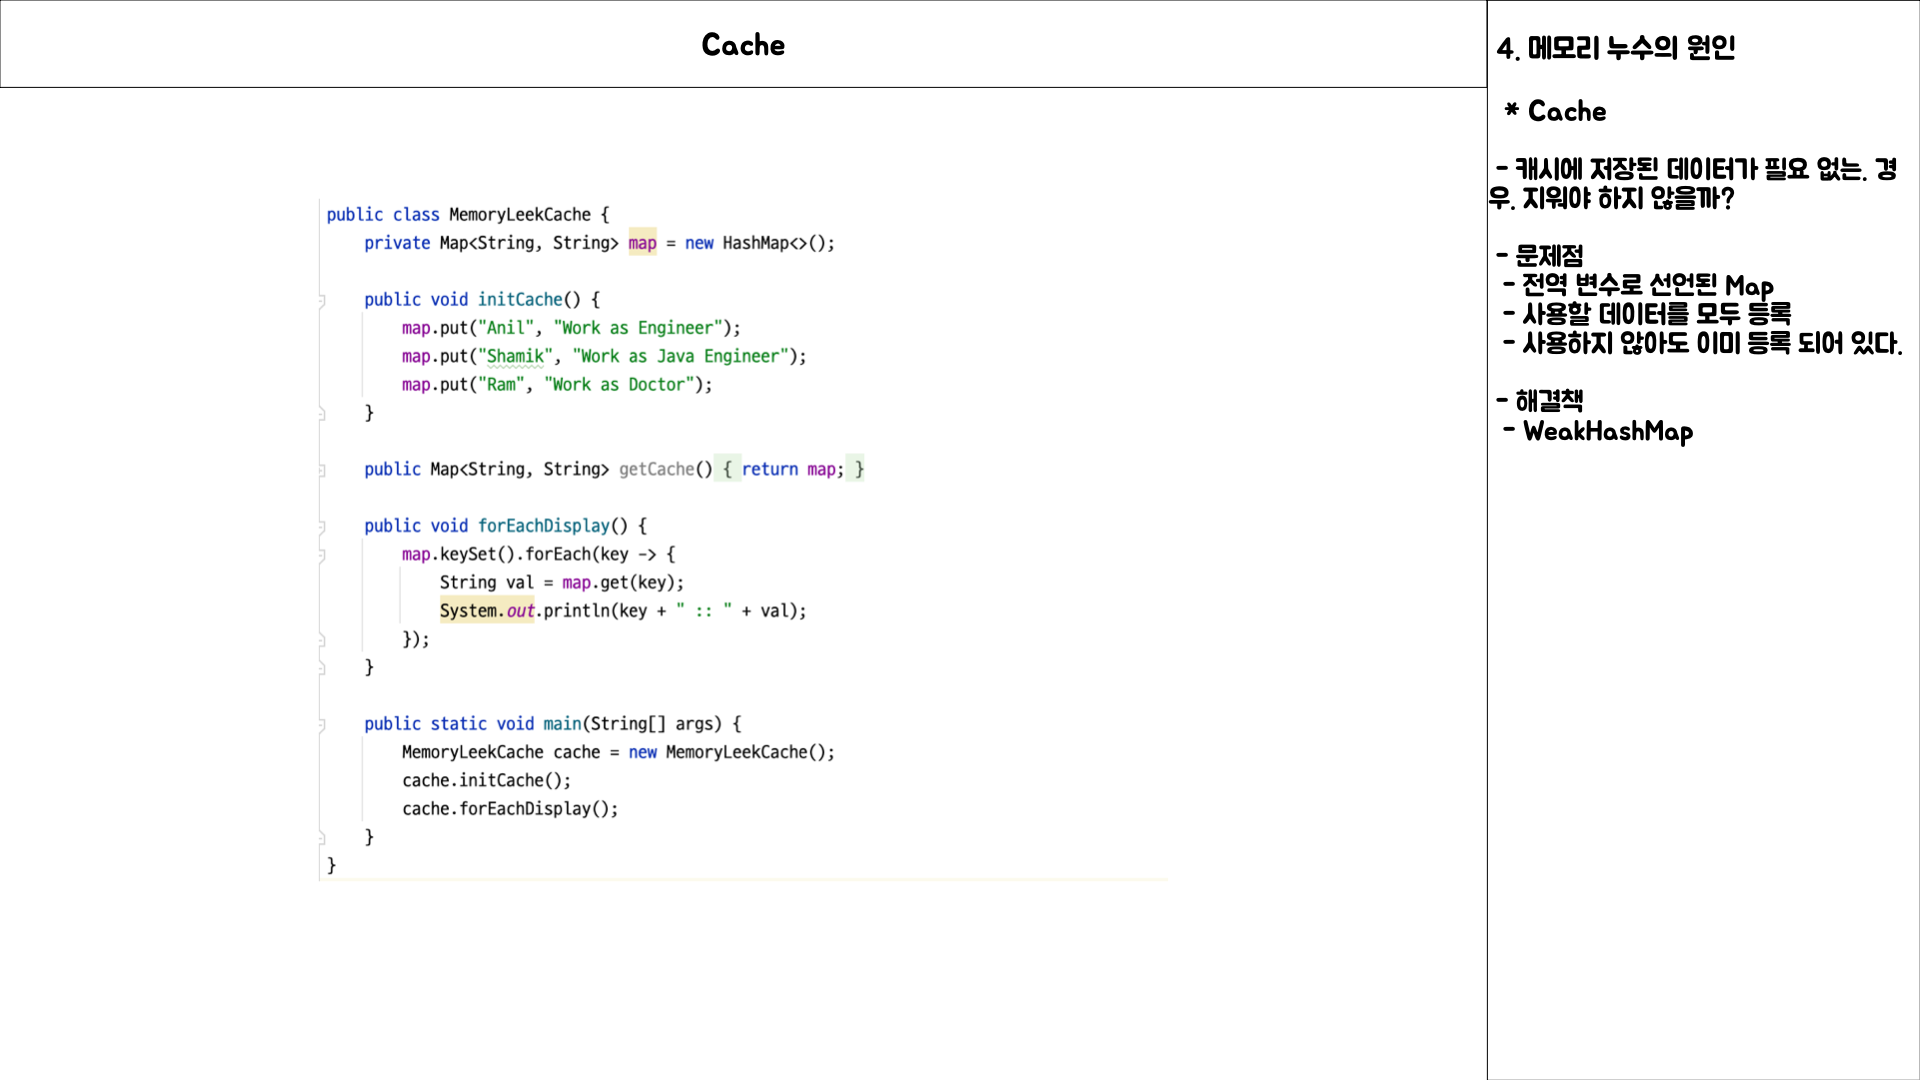 Cache
public class MemoryLeekCache {
private Map<String, String> map = new HashMap<>();
public void initCache() {
map.put("Anil", "Work as Engineer");
map.put("Shamik", "Work as Java Engineer");
map.put("Ram", "Work as Doctor");
}
public Map<String, String> getCache() { return map; }
public void forEachDisplay() {
map.keySet().forEach(key -> {
String val = map.get(key);
System.out.println(key + " :: " + val);
});
}
public static void main(String[] args) {
MemoryLeekCache cache = new MemoryLeekCache();
cache.initCache();
cache.forEachDisplay();
}
}
4. 메모리 누수의 원인
* Cache
- 캐시에 저장된 데이터가 필요 없는. 경
우. 지워야 하지 않을까?
- 문제점
- 전역 변수로 선언된 Map
- 사용할 데이터를 모두 등록
- 사용하지 않아도 이미 등록 되어 있다.
- 해결책
- WeakHashMap